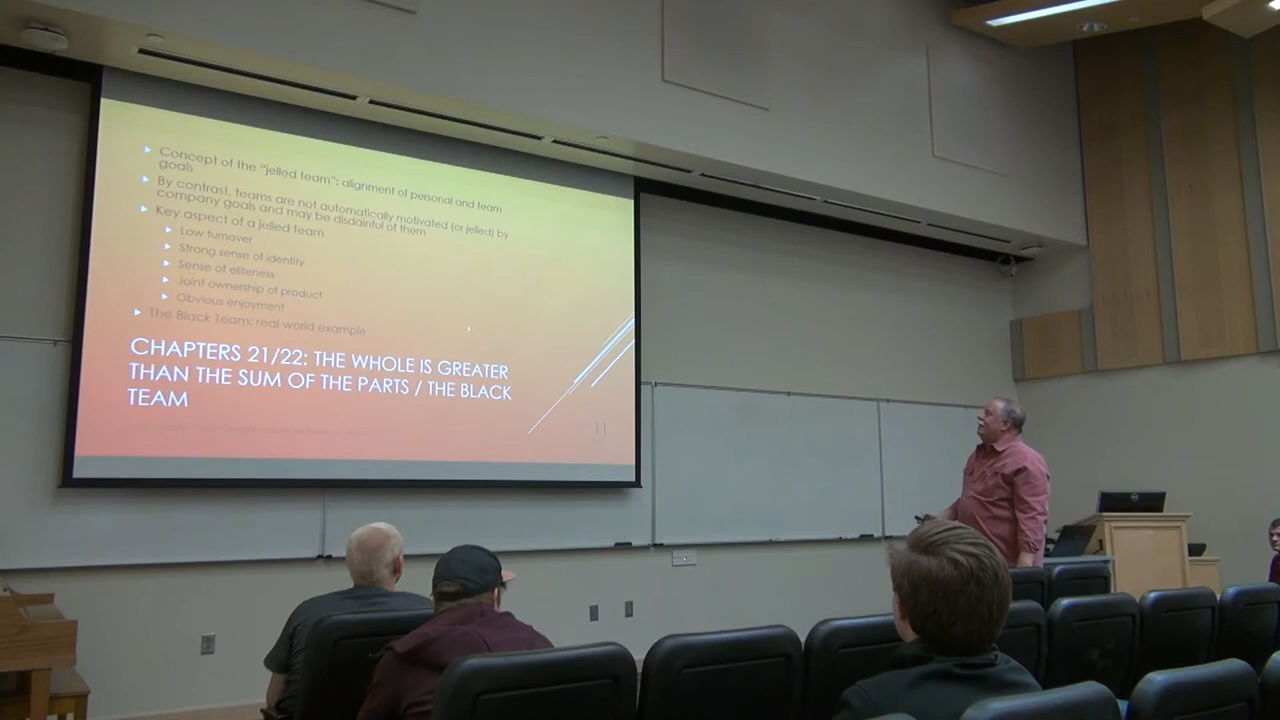 Concept of the "jelled team": alignment of personal and team
goals
By contrast, teams are not automatically motivated (or jelled) by
company goals and may be disdainful of them
Key aspect of a jelled team
Low turnover
Strong sense of identity
Sense of eliteness
Joint ownership of product
Obvious enjoyment
The Black Team: real-world example
CHAPTERS 21/22: THE WHOLE IS GREATER
THAN THE SUM OF THE PARTS / THE BLACK
TEAM
11